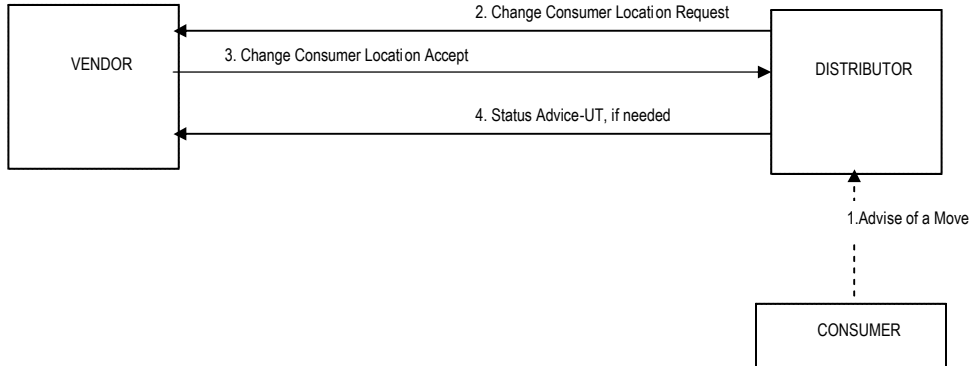 2. Change Consumer Location Request
VENDOR
3. Change Consumer Location Accept
DISTRIBUTOR
4. Status Advice-UT, if needed
1.Advise of a Move
CONSUMER